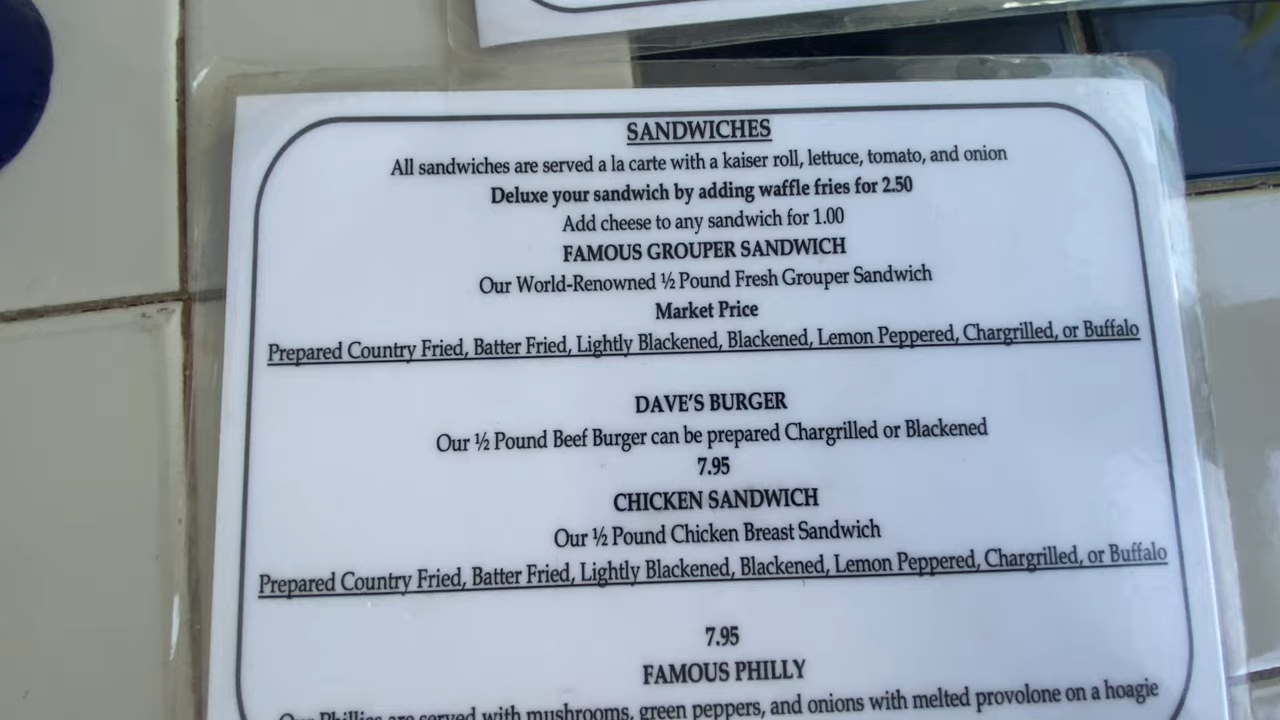 SANDWICHES
All sandwiches are served a la carte with a kaiser roll, lettuce, tomato, and onion
Deluxe your sandwich by adding waffle fries for 2.50
Add cheese to any sandwich for 1.00
FAMOUS GROUPER SANDWICH
Our World-Renowned ½ Pound Fresh Grouper Sandwich
Market Price
Prepared Country Fried, Batter Fried, Lightly Blackened, Blackened, Lemon Peppered, Chargrilled, or Buffalo
DAVE'S BURGER
Our ½ Pound Beef Burger can be prepared Chargrilled or Blackened
7.95
CHICKEN SANDWICH
Our ½ Pound Chicken Breast Sandwich
Prepared Country Fried, Batter Fried, Lightly Blackened, Blackened, Lemon Peppered, Chargrilled, or Buffalo
7.95
FAMOUS PHILLY
Our Phillies are served with mushrooms, green peppers, and onions with melted provolone on a hoagie